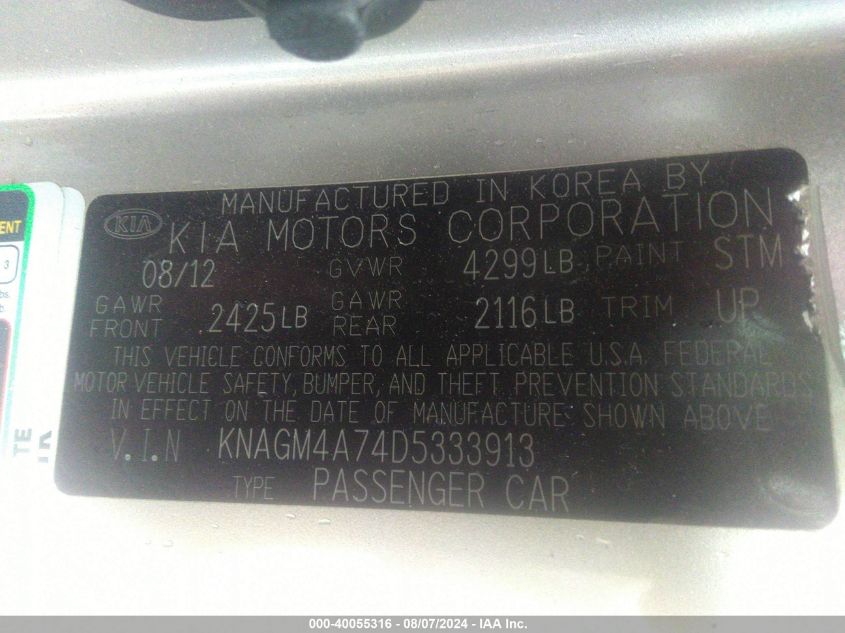 MANUFACTURED IN KOREA BY
KIA KIA MOTORS CORPORATION
08/12 GVWR 4299LB PAINT STM
GAWR FRONT 2425LB GAWR REAR 2116LB TRIM UP
THIS VEHICLE CONFORMS TO ALL APPLICABLE U.S.A. FEDERAL
MOTOR VEHICLE SAFETY, BUMPER, AND THEFT PREVENTION STANDARDS
IN EFFECT ON THE DATE OF MANUFACTURE SHOWN ABOVE
V.I.N KNAGM4A74D5333913
TYPE PASSENGER CAR
ENT
3
000-40055316 - 08/07/2024 - IAA Inc.